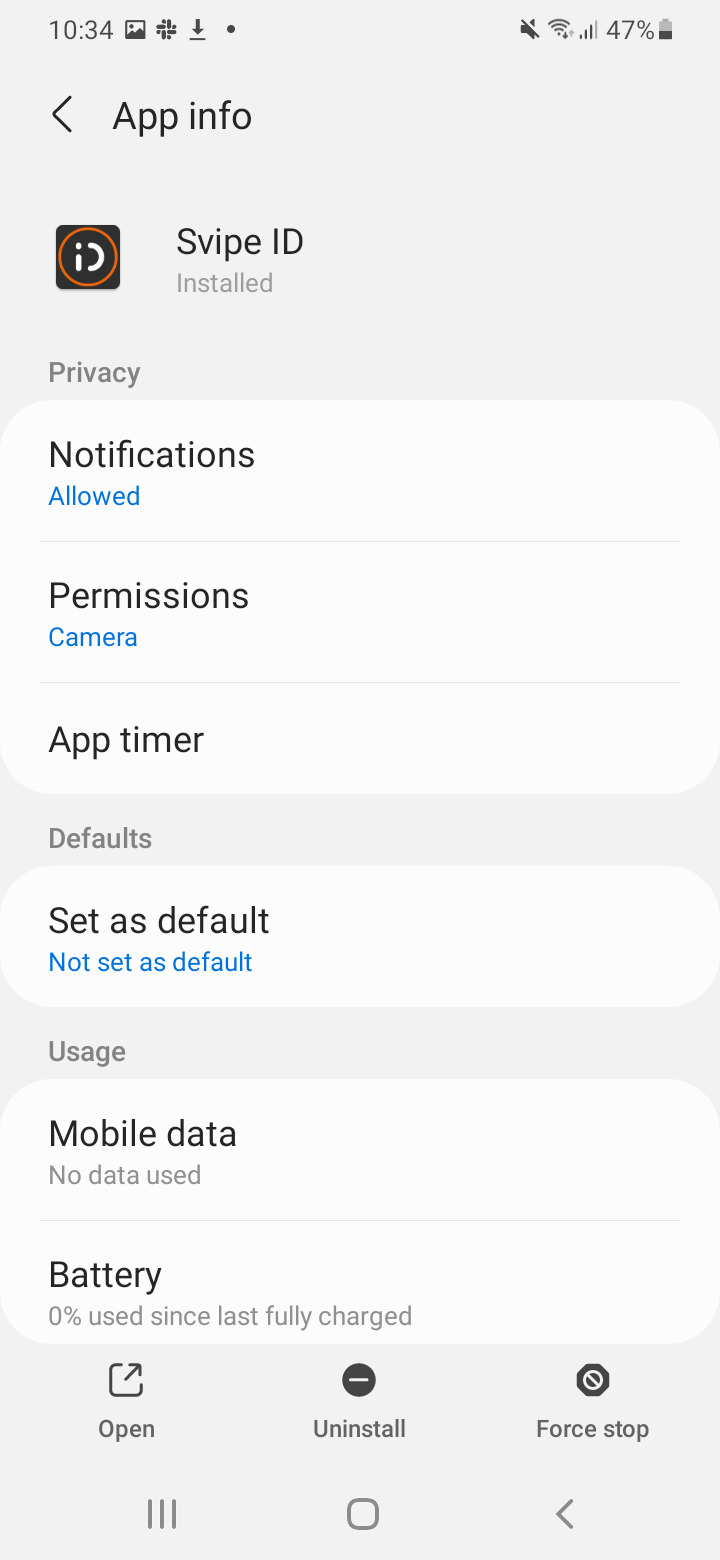 10:34 47%
App info
Svipe ID
Installed
Privacy
Notifications
Allowed
Permissions
Camera
App timer
Defaults
Set as default
Not set as default
Usage
Mobile data
No data used
Battery
0% used since last fully charged
Open Uninstall Force stop